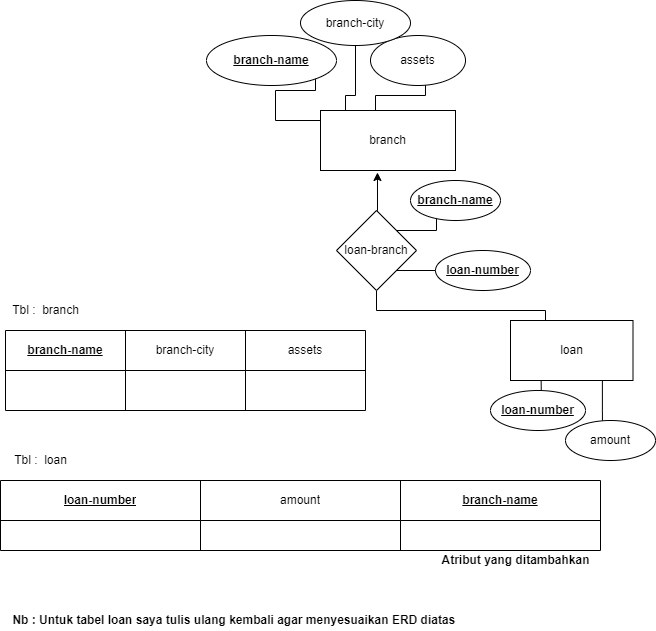 branch-city
branch-name
assets
branch
branch-name
loan-branch
loan-number
Tbl : branch
branch-name branch-city assets
loan
loan-number
amount
Tbl : loan
loan-number amount branch-name
Atribut yang ditambahkan
Nb : Untuk tabel loan saya tulis ulang kembali agar menyesuaikan ERD diatas